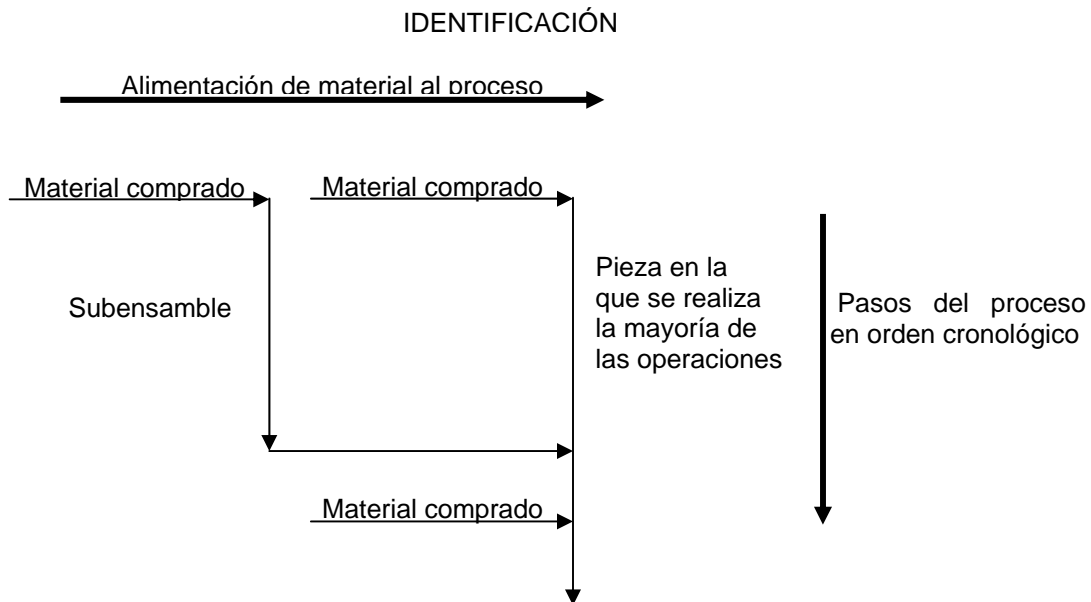 IDENTIFICACIÓN
Alimentación de material al proceso
Material comprado
Material comprado
Subensamble
Pieza en la
que se realiza
la mayoría de
las operaciones
Pasos del proceso
en orden cronológico
Material comprado